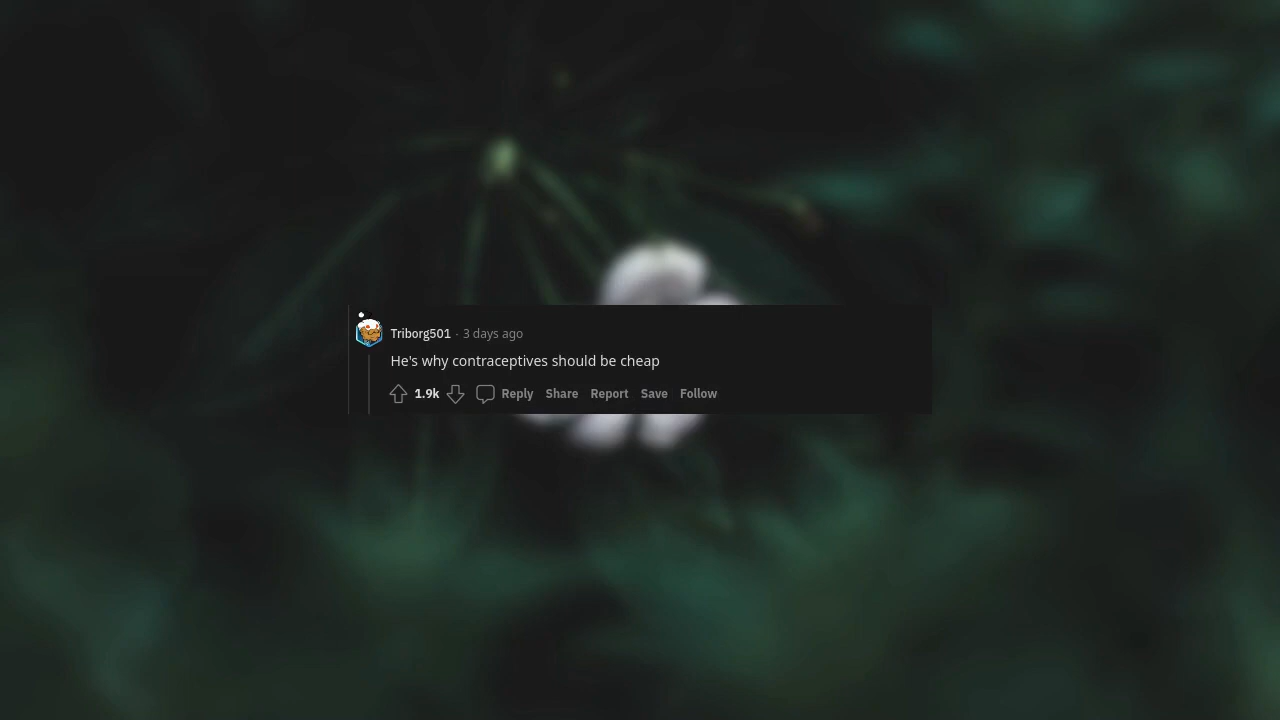 Triborg501 · 3 days ago
He's why contraceptives should be cheap
1.9k Reply Share Report Save Follow